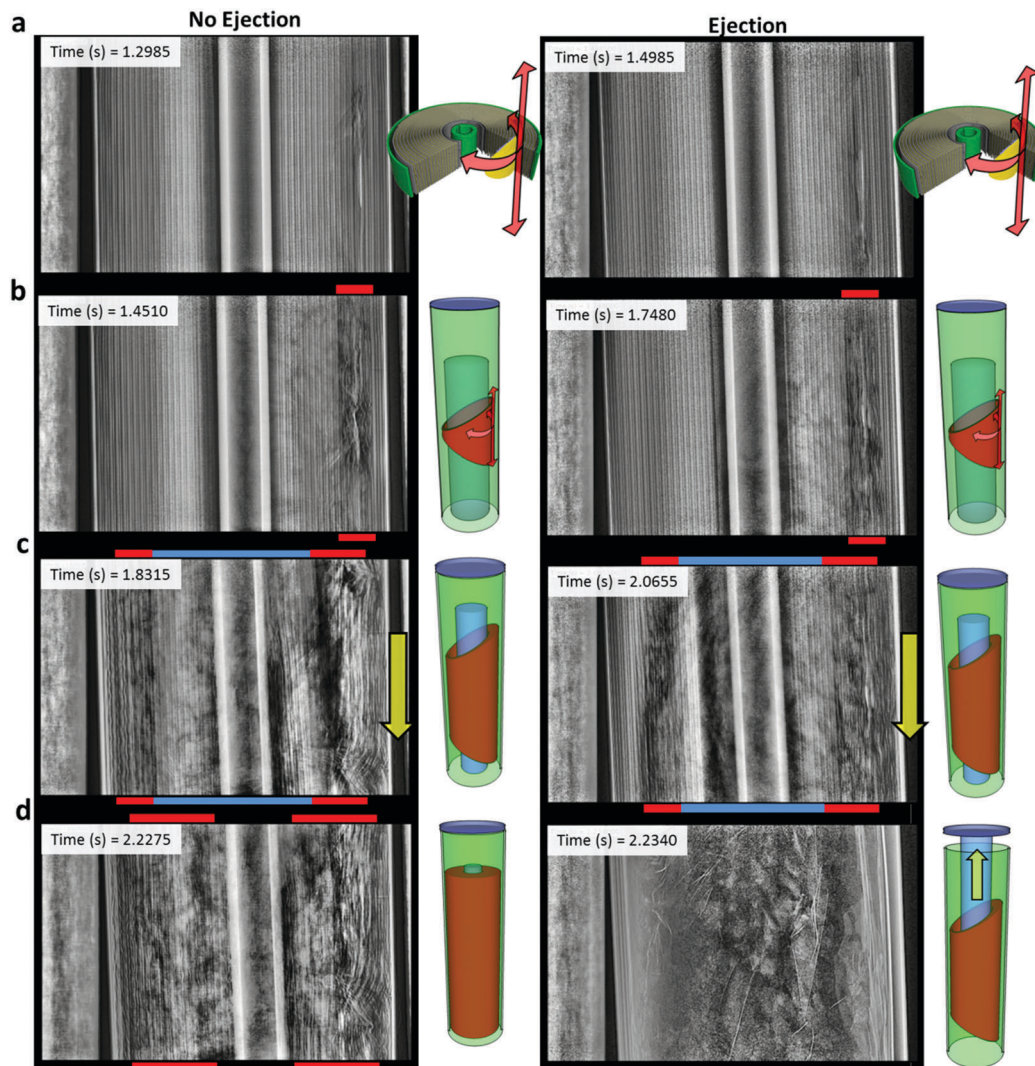 No Ejection
Ejection
a
Time (s) = 1.2985
Time (s) = 1.4985
b
Time (s) = 1.4510
Time (s) = 1.7480
c
Time (s) = 1.8315
Time (s) = 2.0655
d
Time (s) = 2.2275
Time (s) = 2.2340